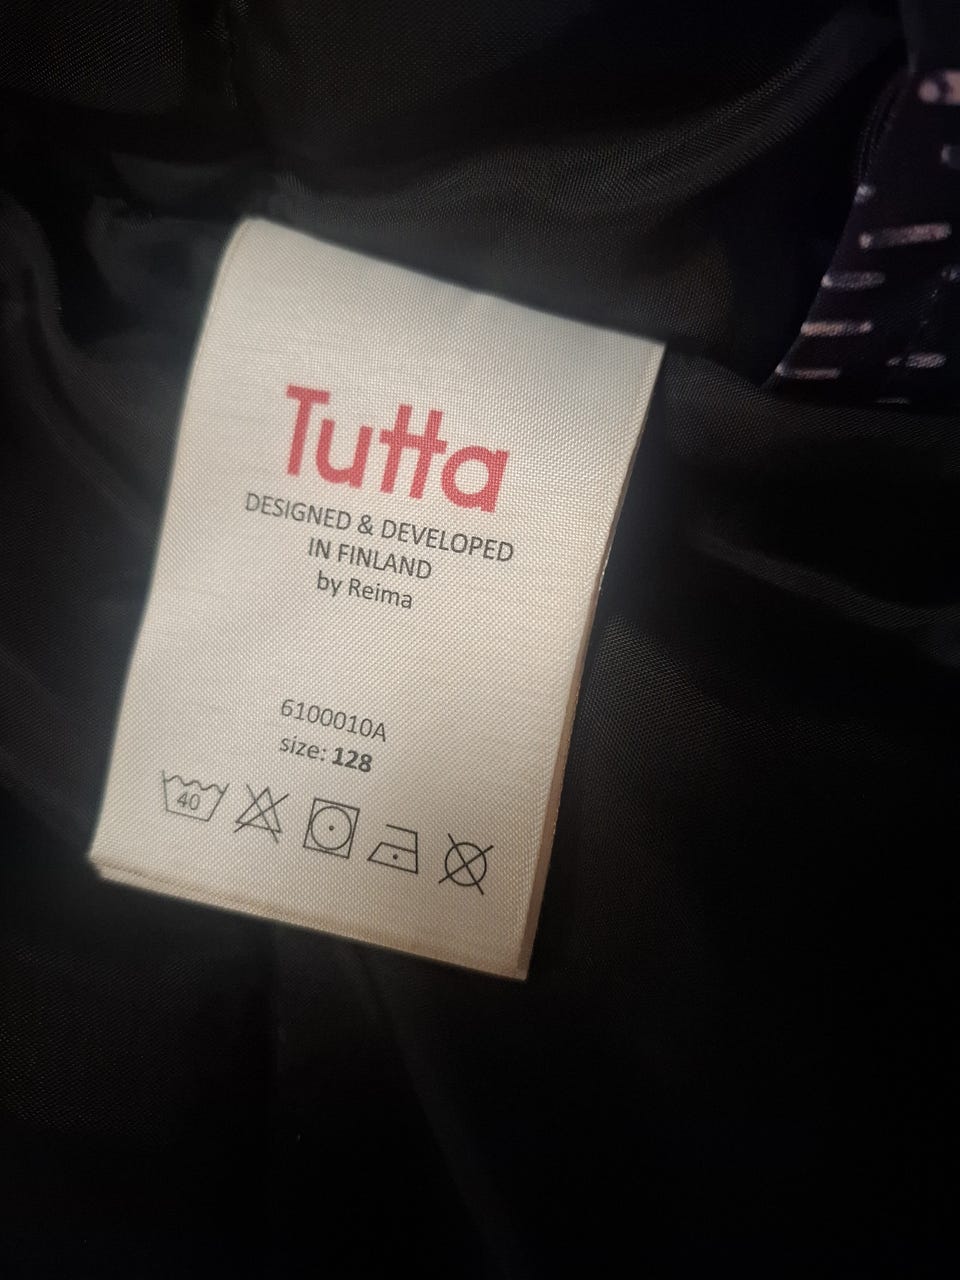 Tutta
DESIGNED & DEVELOPED
IN FINLAND
by Reima
6100010A
size: 128
40